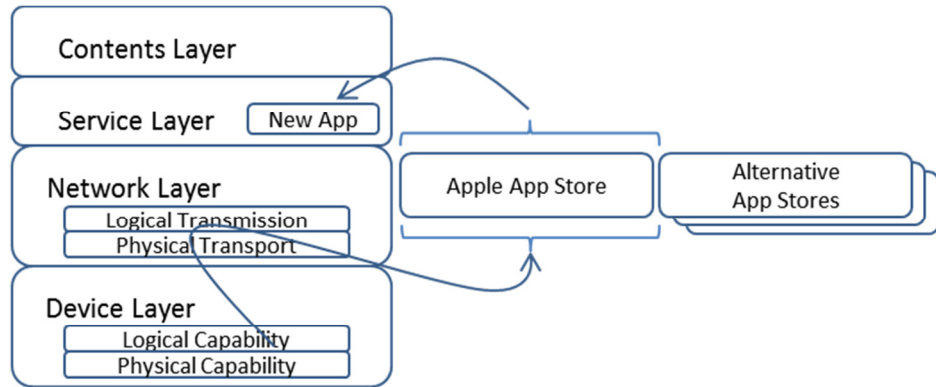 Contents Layer
Service Layer
New App
Network Layer
Logical Transmission
Physical Transport
Device Layer
Logical Capability
Physical Capability
Apple App Store
Alternative
App Stores